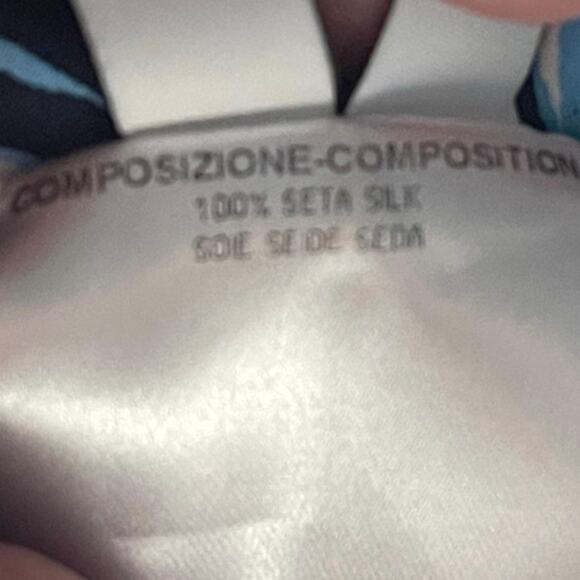 COMPOSIZIONE-COMPOSITION
100% SETA SILK
SOIE SEIDE SEDA